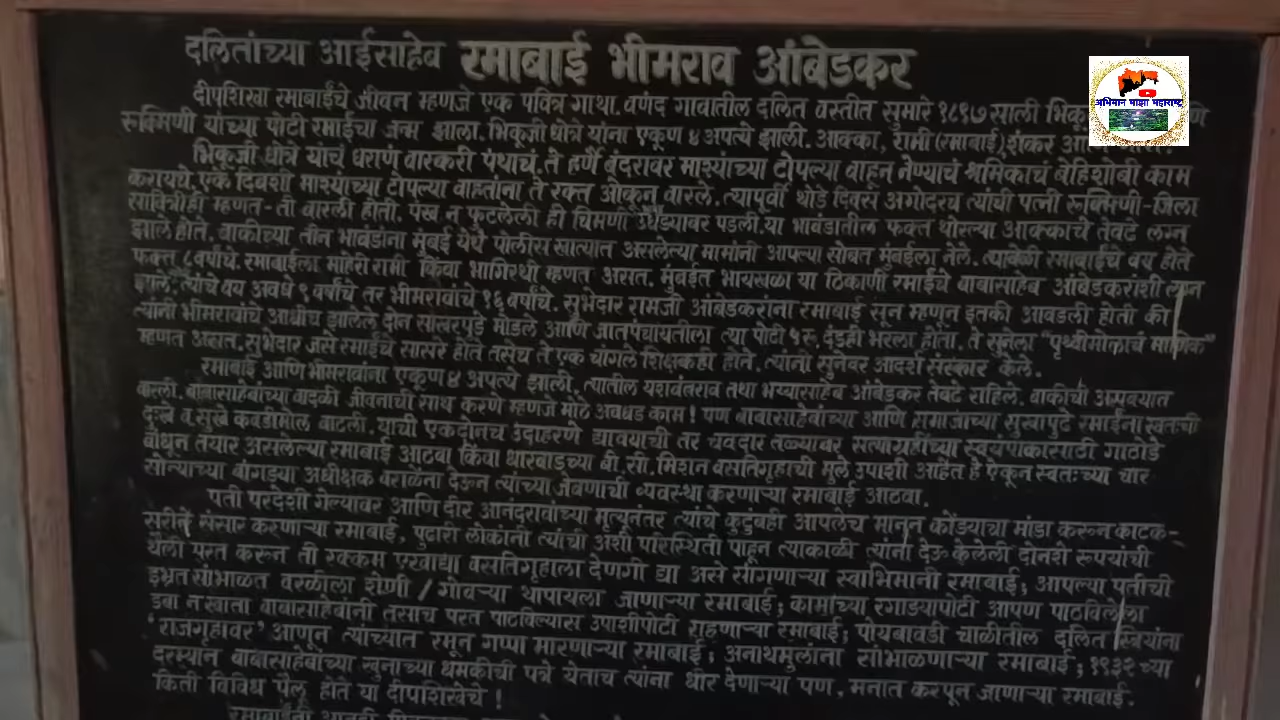 दलितांच्या आईसाहेब रमाबाई भीमराव आंबेडकर
दीपशिखा रमाबाईंचे जीवन म्हणजे एक पवित्र गाथा. वणंद गावातील दलित वस्तीत सुमारे १८९७ साली
रूक्मिणी यांच्या पोटी रमाईचा जन्म झाला. भिकूजी धोत्रे यांना एकूण ४ अपत्ये झाली. आक्का, रामी (रमाबाई), शंकर
भिकूजी धोत्रे यांचं घराणं वारकरी पंथाचं. ते हर्णै बंदरावर माश्यांच्या टोपल्या वाहून नेण्याचं श्रमिकाचं बेहिशोबी काम
करायचे. एके दिवशी माश्यांच्या टोपल्या वाहतांना ते रक्त ओकून वारले. त्यापूर्वी थोडे दिवस अगोदरच त्यांची पत्नी रूक्मिणी-जिला
सावित्रीही म्हणत- ती वारली होती. पंख न फुटलेली ही चिमणी उघड्यावर पडली. या भावंडातील फक्त थोरल्या आक्काचे तेवढे लग्न
झाले होते. बाकीच्या तीन भावंडांना मुंबई येथे पोलीस खात्यात असलेल्या मामांनी आपल्या सोबत मुंबईला नेले. त्यावेळी रमाबाईंचे वय होते
फक्त ८ वर्षांचे. रमाबाईला माहेरी रामी किंवा भागिरथी म्हणत असत. मुंबईत भायखळा या ठिकाणी रमाईंचे बाबासाहेब आंबेडकरांशी लग्न
झाले. त्यांचे वय अवघे ९ वर्षांचे तर भीमरावांचे १६ वर्षांचे. सुभेदार रामजी आंबेडकरांना रमाबाई सून म्हणून इतकी आवडली होती की
त्यांनी भीमरावांचे आधीच झालेले दोन साखरपुडे मोडले आणि जातपंचायतीला त्या पोटी ५ रु. दंडही भरला होता. ते सुनेला "पृथ्वीमोलाचं माणिक"
म्हणत असत. सुभेदार जसे रमाईचे सासरे होते तसेच ते एक चांगले शिक्षकही होते. त्यांनी सुनेवर आदर्श संस्कार केले.
रमाबाई आणि भीमरावांना एकूण ४ अपत्ये झाली. त्यातील यशवंतराव तथा भय्यासाहेब आंबेडकर तेवढे राहिले. बाकीची अल्पवयात
वारली. बाबासाहेबांच्या वादळी जीवनाची साथ करणे म्हणजे मोठे अवघड काम! पण बाबासाहेबांच्या आणि समाजाच्या सुखापुढे रमाईंना स्वतःची
दुःखे व सुखे कवडीमोल वाटली. याची एकदोनच उदाहरणे द्यावयाची तर चवदार तळ्यावर सत्याग्रहींच्या स्वयंपाकासाठी गाठोडे
बांधून तयार असलेल्या रमाबाई आठवा किंवा धारवाडच्या बी.सी. मिशन वसतिगृहाची मुले उपाशी आहेत हे ऐकून स्वतःच्या चार
सोन्याच्या बांगड्या अधीक्षक वराळेंना देऊन त्यांच्या जेवणाची व्यवस्था करणाऱ्या रमाबाई आठवा.
पती परदेशी गेल्यावर आणि दीर आनंदरावांच्या मृत्यूनंतर त्यांचे कुटुंबही आपलेच मानून कोंड्याचा मांडा करून काटक-
सरीने संसार करणाऱ्या रमाबाई, पुढारी लोकांनी त्यांची अशी परिस्थिती पाहून त्याकाळी त्यांना देऊ केलेली दोनशे रूपयांची
थैली परत करून ती रक्कम एखाद्या वसतिगृहाला देणगी द्या असे सांगणाऱ्या स्वाभिमानी रमाबाई; आपल्या पतीची
इभ्रत सांभाळत वरळीला शेणी / गोवऱ्या थापायला जाणाऱ्या रमाबाई; कामाच्या रगाड्यापोटी आपण पाठविलेला
डबा न खाता बाबासाहेबांनी तसाच परत पाठविल्यास उपाशीपोटी राहणाऱ्या रमाबाई; पोयबावडी चाळीतील दलित स्त्रियांना
'राजगृहावर' आणून त्यांच्यात रमून गप्पा मारणाऱ्या रमाबाई; अनाथमुलांना सांभाळणाऱ्या रमाबाई; १९३२ च्या
दरम्यान बाबासाहेबांच्या खुनाच्या धमकीची पत्रे येताच त्यांना धीर देणाऱ्या पण, मनात करपून जाणाऱ्या रमाबाई.
किती विविध पैलू होते या दीपशिखेचे!
अभिमान माझा महाराष्ट्र